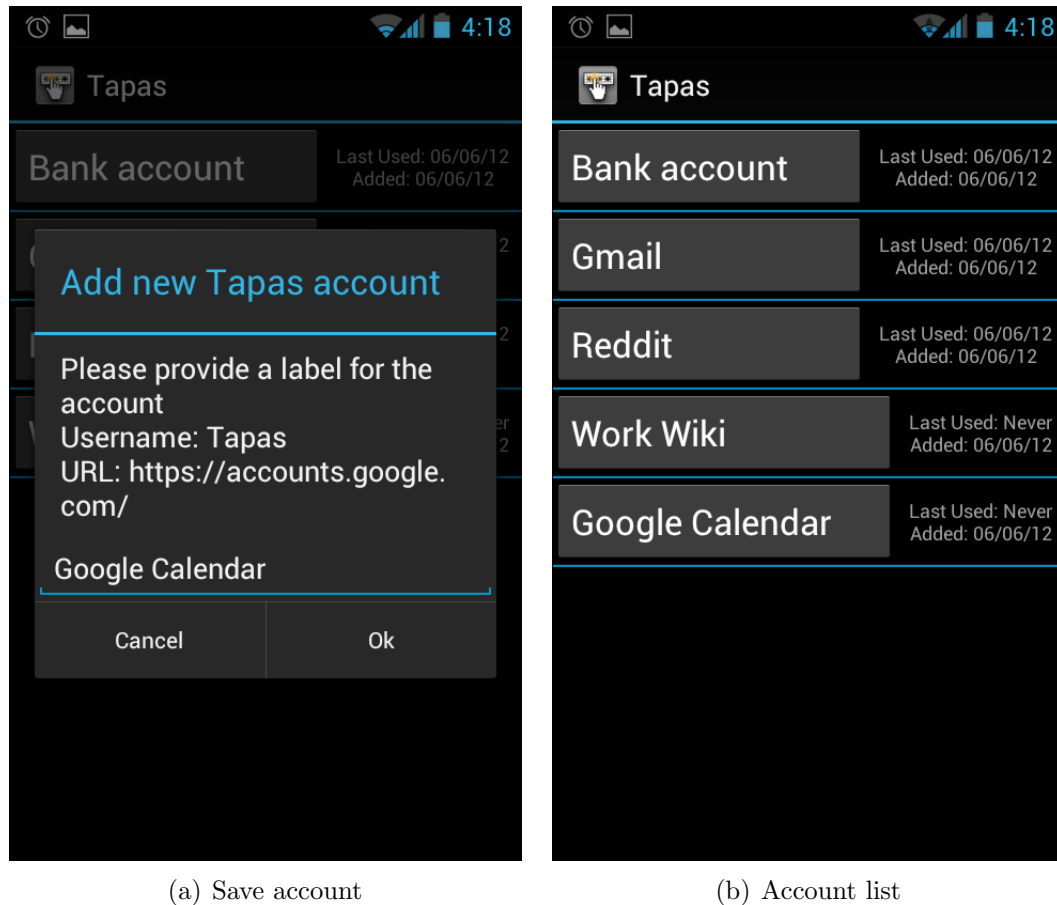 4:18
Tapas
Bank account
Last Used: 06/06/12
Added: 06/06/12
2
2
er
2
Add new Tapas account
Please provide a label for the
account
Username: Tapas
URL: https://accounts.google.
com/
Google Calendar
Cancel Ok
(a) Save account
4:18
Tapas
Bank account
Last Used: 06/06/12
Added: 06/06/12
Gmail
Last Used: 06/06/12
Added: 06/06/12
Reddit
Last Used: 06/06/12
Added: 06/06/12
Work Wiki
Last Used: Never
Added: 06/06/12
Google Calendar
Last Used: Never
Added: 06/06/12
(b) Account list